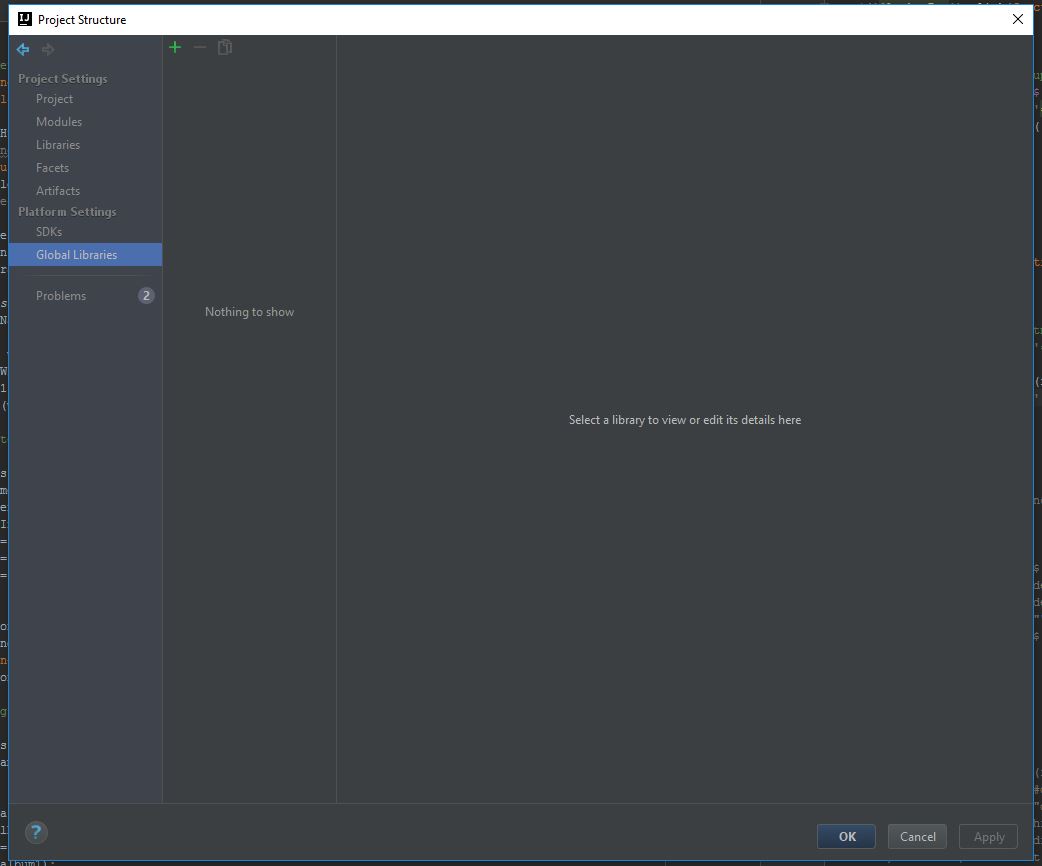 Project Structure
Project Settings
Project
Modules
Libraries
Facets
Artifacts
Platform Settings
SDKs
Global Libraries
Problems 2
Nothing to show
Select a library to view or edit its details here
?
OK Cancel Apply